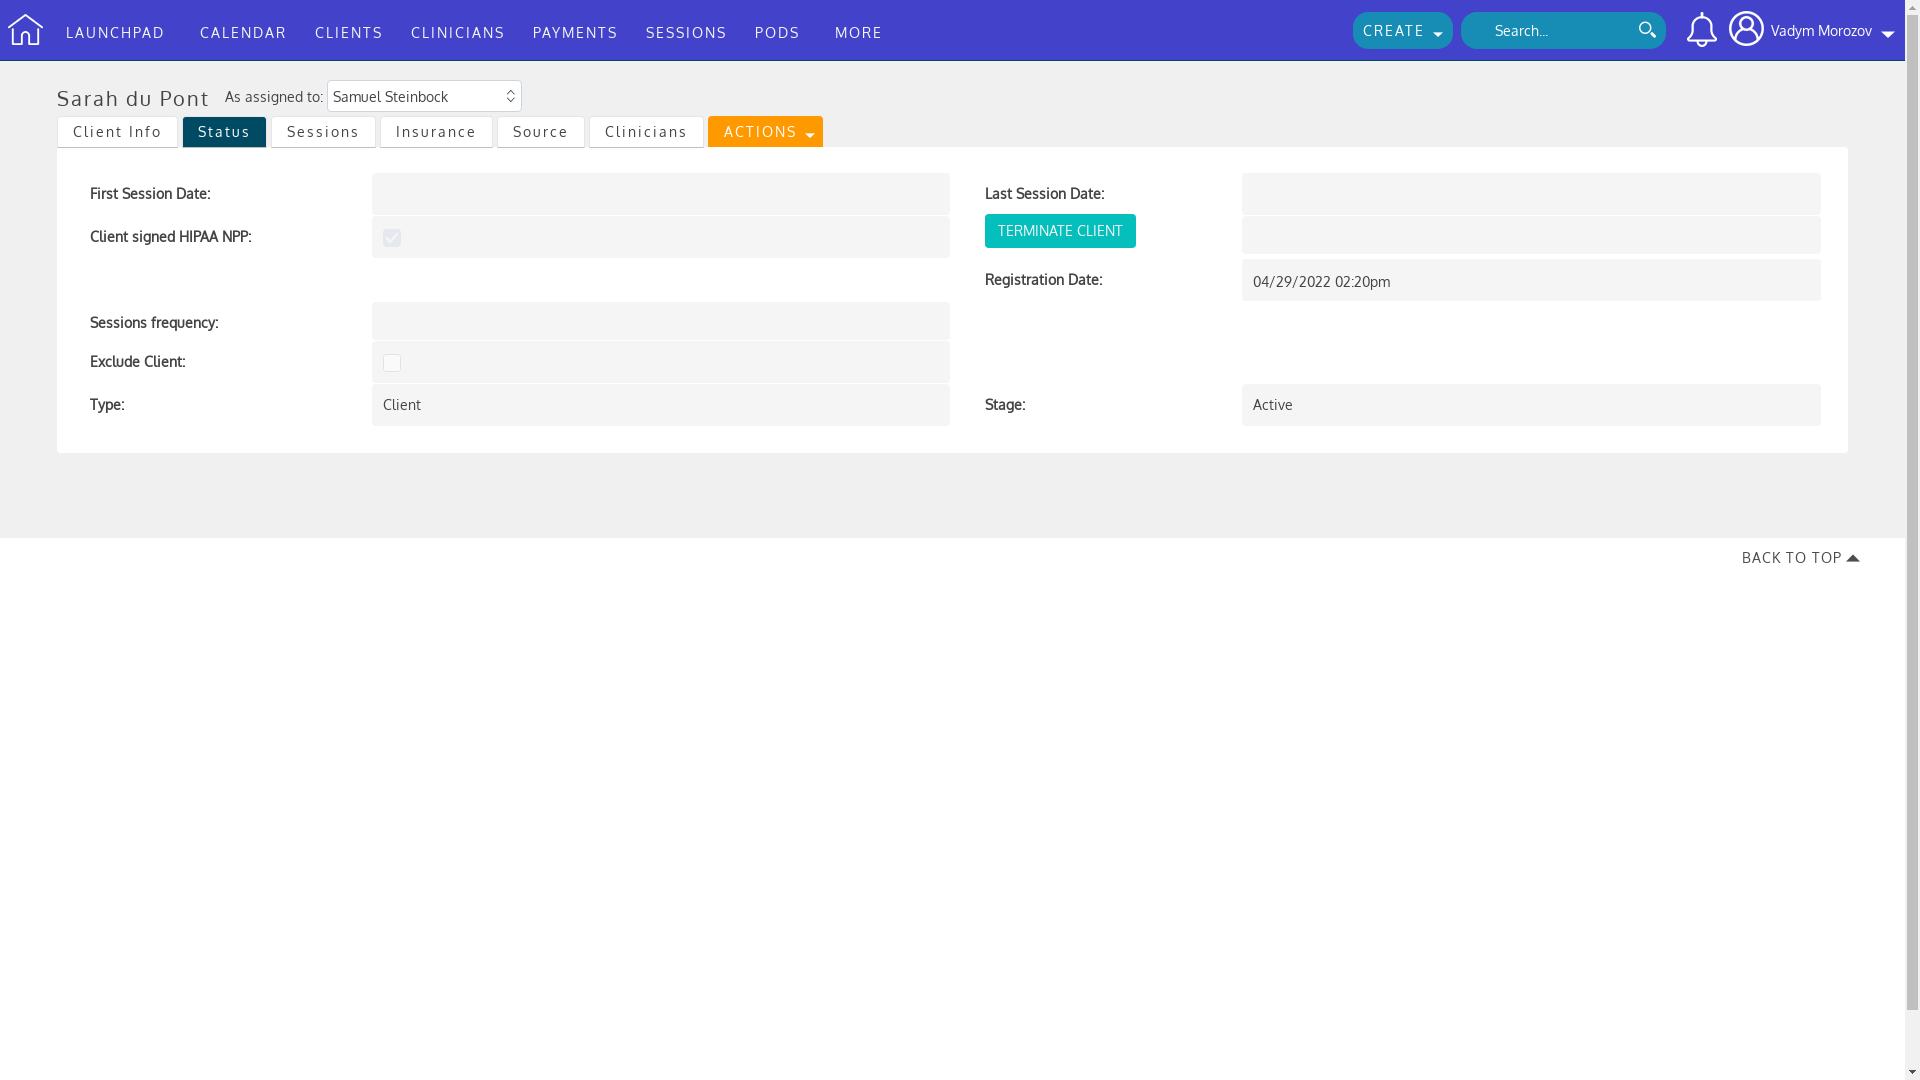 LAUNCHPAD CALENDAR CLIENTS CLINICIANS PAYMENTS SESSIONS PODS MORE CREATE Search... Vadym Morozov
Sarah du Pont As assigned to: Samuel Steinbock
Client Info Status Sessions Insurance Source Clinicians ACTIONS
First Session Date: Last Session Date:
Client signed HIPAA NPP: TERMINATE CLIENT
Registration Date: 04/29/2022 02:20pm
Sessions frequency:
Exclude Client:
Type: Client Stage: Active
BACK TO TOP